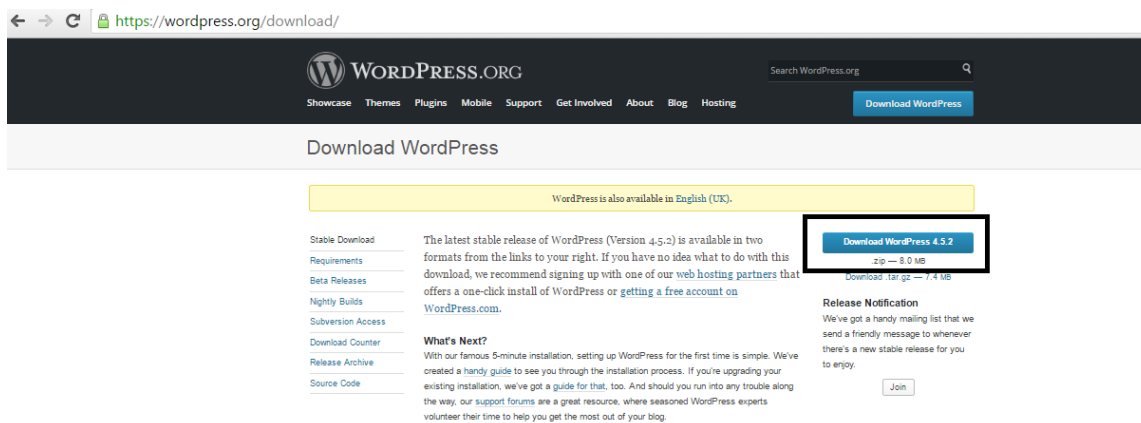 https://wordpress.org/download/
WORDPRESS.ORG
Search WordPress.org
Showcase Themes Plugins Mobile Support Get Involved About Blog Hosting
Download WordPress
Download WordPress
WordPress is also available in English (UK).
Stable Download
Requirements
Beta Releases
Nightly Builds
Subversion Access
Download Counter
Release Archive
Source Code
The latest stable release of WordPress (Version 4.5.2) is available in two
formats from the links to your right. If you have no idea what to do with this
download, we recommend signing up with one of our web hosting partners that
offers a one-click install of WordPress or getting a free account on
WordPress.com.
What's Next?
With our famous 5-minute installation, setting up WordPress for the first time is simple. We've
created a handy guide to see you through the installation process. If you're upgrading your
existing installation, we've got a guide for that, too. And should you run into any trouble along
the way, our support forums are a great resource, where seasoned WordPress experts
volunteer their time to help you get the most out of your blog.
Download WordPress 4.5.2
.zip — 8.0 MB
Download .tar.gz — 7.4 MB
Release Notification
We've got a handy mailing list that we
send a friendly message to whenever
there's a new stable release for you
to enjoy.
Join